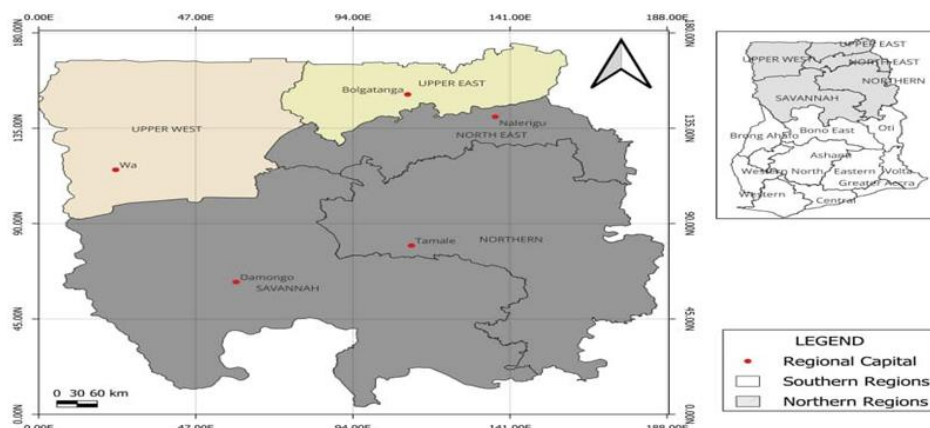 0.00E 47.00E 94.00E 141.00E 188.00E
180.00N 180.00N
UPPER EAST
Bolgatanga
UPPER WEST
Nalerigu
NORTH EAST
135.00N 135.00N
Wa
90.00N 90.00N
Tamale NORTHERN
Damongo
SAVANNAH
45.00N 45.00N
0 30 60 km
0.00N 0.00N
0.00E 47.00E 94.00E 141.00E 188.00E
UPPER EAST
UPPER WEST NORTH EAST
NORTHERN
SAVANNAH
Brong Ahafo Bono East Oti
Ashanti
Western North Eastern Volta
Greater Accra
Western Central
LEGEND
Regional Capital
Southern Regions
Northern Regions